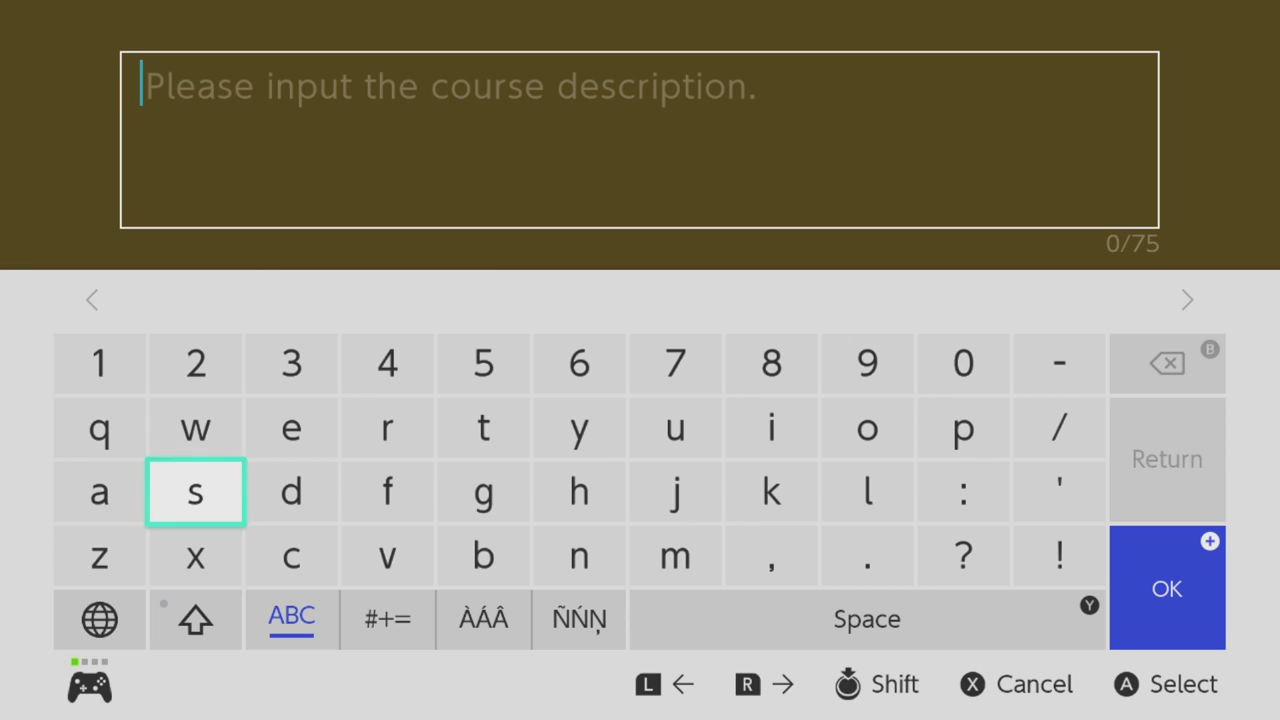 Please input the course description.
0/75
1 2 3 4 5 6 7 8 9 0 - B
q w e r t y u i o p / Return
a s d f g h j k l : '
z x c v b n m , . ? ! + OK
ABC #+= ÀÁÂ ÑŃŅ Space Y
L ← R → Shift X Cancel A Select